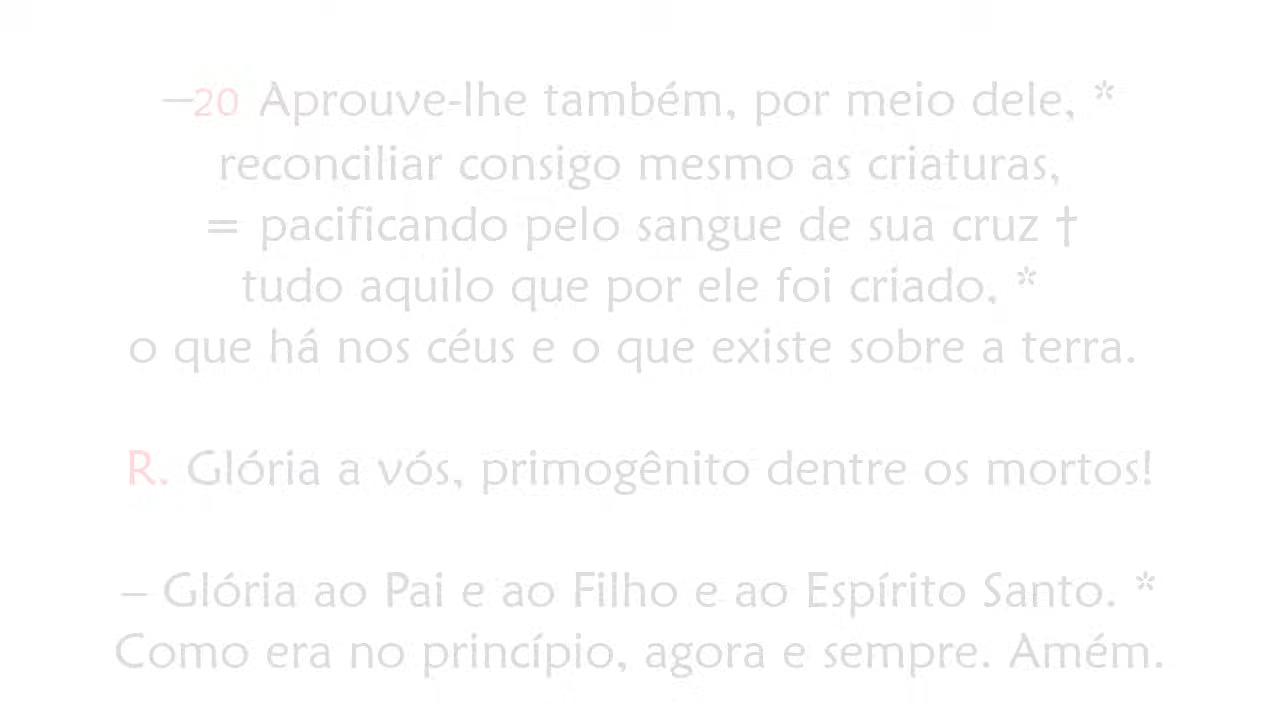 —20 Aprouve-lhe também, por meio dele, *
reconciliar consigo mesmo as criaturas,
= pacificando pelo sangue de sua cruz †
tudo aquilo que por ele foi criado, *
o que há nos céus e o que existe sobre a terra.
R. Glória a vós, primogênito dentre os mortos!
– Glória ao Pai e ao Filho e ao Espírito Santo. *
Como era no princípio, agora e sempre. Amém.